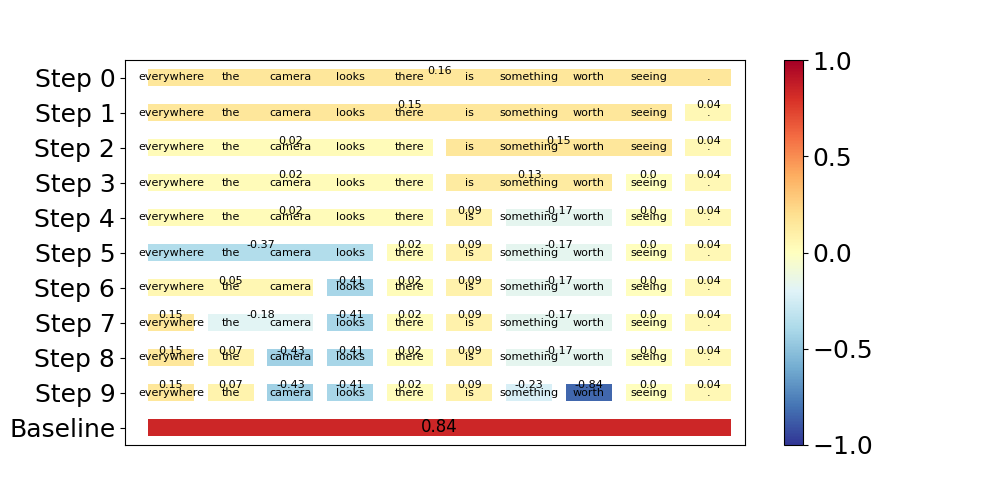 0.16
Step 0 everywhere the camera looks there is something worth seeing . 1.0
0.15 0.04
Step 1 everywhere the camera looks there is something worth seeing .
0.02 0.15 0.04
Step 2 everywhere the camera looks there is something worth seeing . 0.5
0.02 0.13 0.0 0.04
Step 3 everywhere the camera looks there is something worth seeing .
0.02 0.09 -0.17 0.0 0.04
Step 4 everywhere the camera looks there is something worth seeing .
-0.37 0.02 0.09 -0.17 0.0 0.04
Step 5 everywhere the camera looks there is something worth seeing . 0.0
0.05 -0.41 0.02 0.09 -0.17 0.0 0.04
Step 6 everywhere the camera looks there is something worth seeing .
0.15 -0.18 -0.41 0.02 0.09 -0.17 0.0 0.04
Step 7 everywhere the camera looks there is something worth seeing .
0.15 0.07 -0.43 -0.41 0.02 0.09 -0.17 0.0 0.04
Step 8 everywhere the camera looks there is something worth seeing . −0.5
0.15 0.07 -0.43 -0.41 0.02 0.09 -0.23 -0.84 0.0 0.04
Step 9 everywhere the camera looks there is something worth seeing .
Baseline 0.84 −1.0